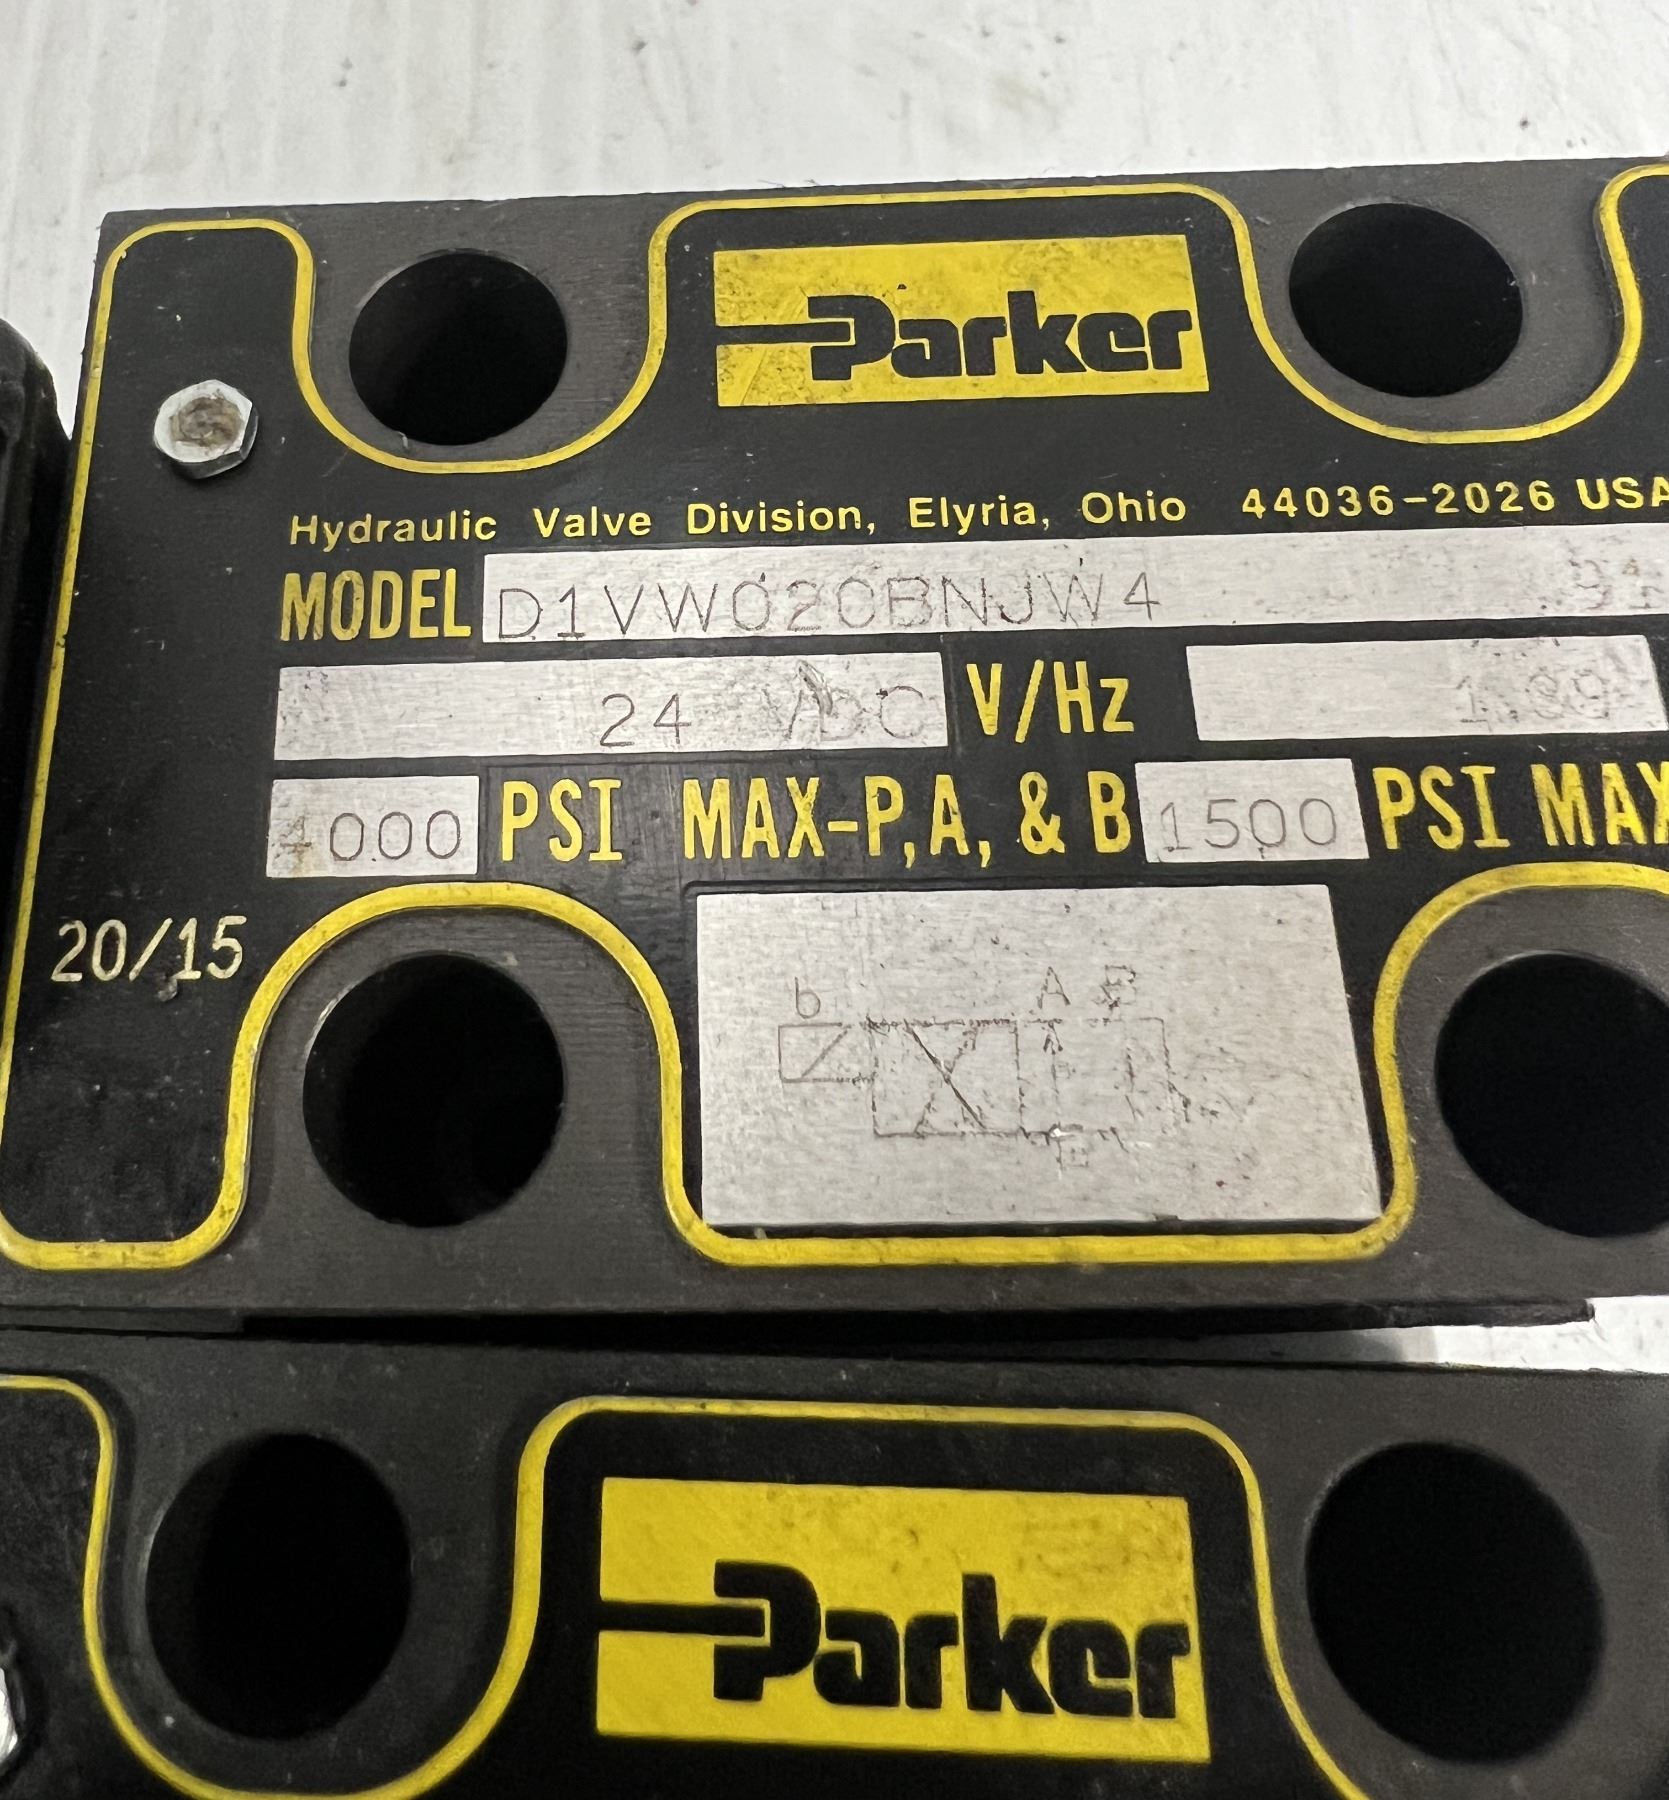 Parker
Hydraulic Valve Division, Elyria, Ohio 44036-2026 USA
MODEL D1VW020BNJW4
24 VDC V/Hz
4000 PSI MAX-P,A, & B 1500 PSI MAX
20/15
b A B
Parker